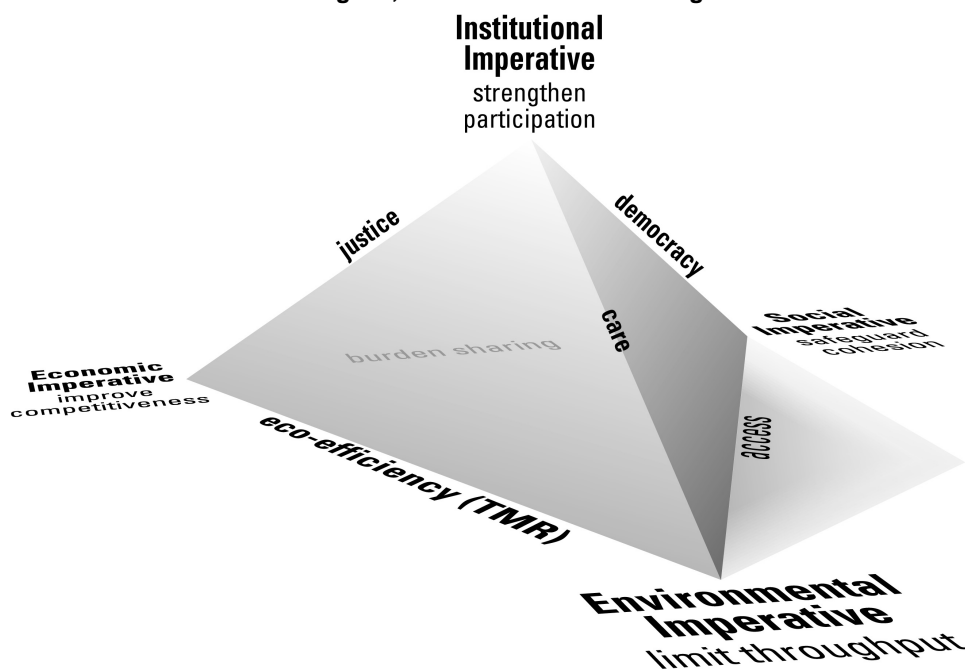 Institutional
Imperative
strengthen
participation
justice
democracy
care
Social
Imperative
safeguard
cohesion
burden sharing
Economic
Imperative
improve
competitiveness
access
eco-efficiency (TMR)
Environmental
Imperative
limit throughput